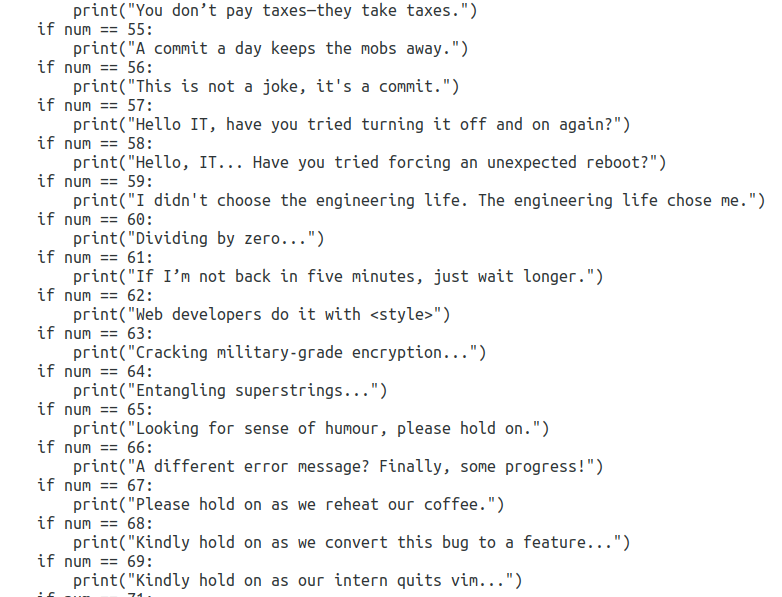 print("You don’t pay taxes—they take taxes.")
if num == 55:
print("A commit a day keeps the mobs away.")
if num == 56:
print("This is not a joke, it's a commit.")
if num == 57:
print("Hello IT, have you tried turning it off and on again?")
if num == 58:
print("Hello, IT... Have you tried forcing an unexpected reboot?")
if num == 59:
print("I didn't choose the engineering life. The engineering life chose me.")
if num == 60:
print("Dividing by zero...")
if num == 61:
print("If I’m not back in five minutes, just wait longer.")
if num == 62:
print("Web developers do it with <style>")
if num == 63:
print("Cracking military-grade encryption...")
if num == 64:
print("Entangling superstrings...")
if num == 65:
print("Looking for sense of humour, please hold on.")
if num == 66:
print("A different error message? Finally, some progress!")
if num == 67:
print("Please hold on as we reheat our coffee.")
if num == 68:
print("Kindly hold on as we convert this bug to a feature...")
if num == 69:
print("Kindly hold on as our intern quits vim...")
if num == 71: